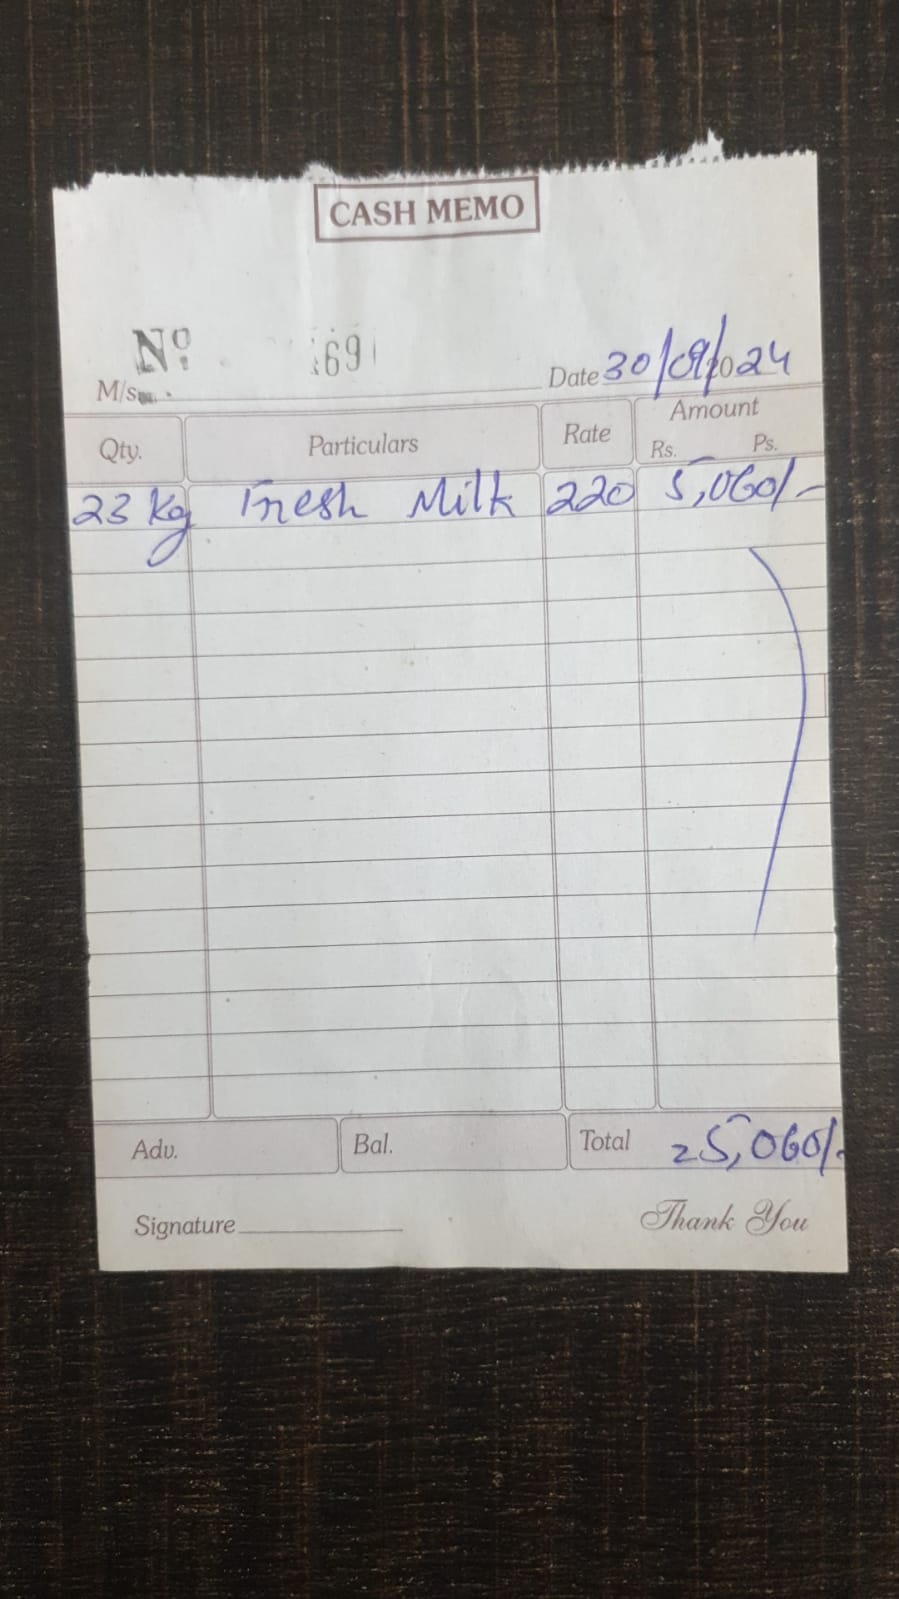 CASH MEMO
No 691
M/s. Date 30/09/2024
Qty. Particulars Rate Amount
Rs. Ps.
23 kg Fresh Milk 220 5,060/-
Adv. Bal. Total 25,060/-
Signature Thank You